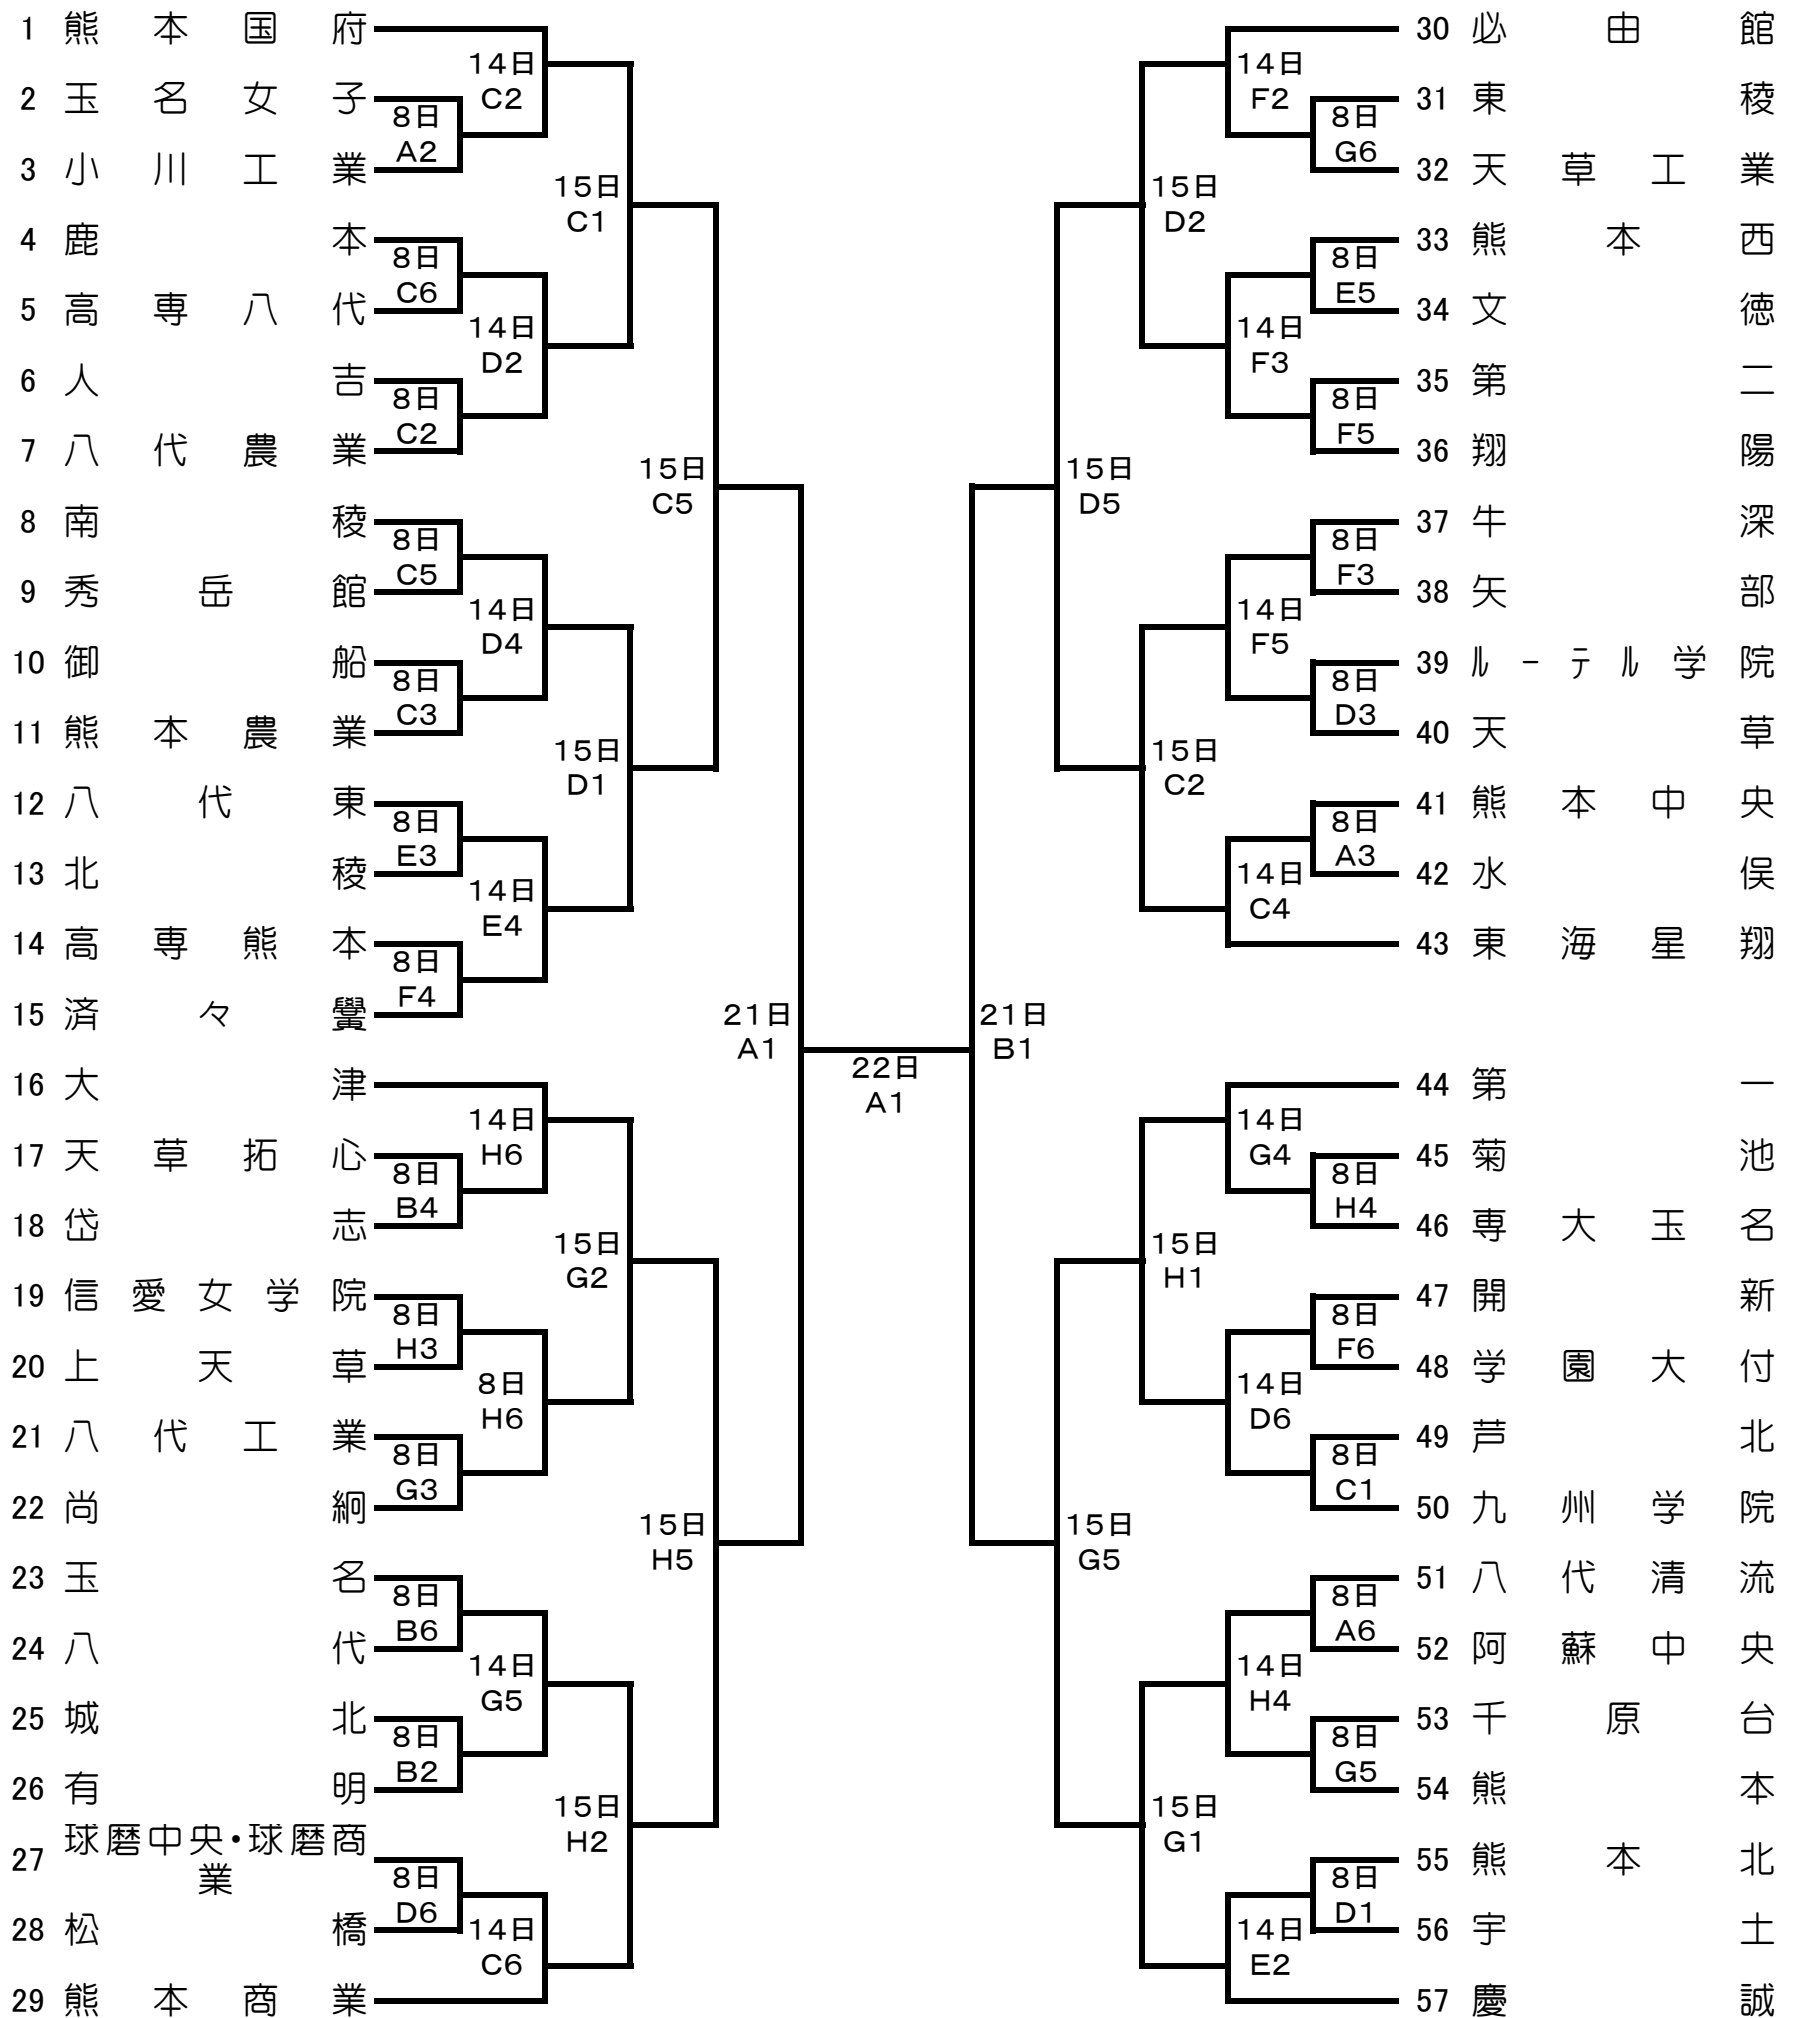 1 熊本国府
2 玉名女子
3 小川工業
4 鹿本
5 高専八代
6 人吉
7 八代農業
8 南稜
9 秀岳館
10 御船
11 熊本農業
12 八代東
13 北稜
14 高専熊本
15 済々黌
16 大津
17 天草拓心
18 岱志
19 信愛女学院
20 上天草
21 八代工業
22 尚絅
23 玉名
24 八代
25 城北
26 有明
27 球磨中央・球磨商
業
28 松橋
29 熊本商業
8日
A2
8日
C6
8日
C2
8日
C5
8日
C3
8日
E3
8日
F4
8日
B4
8日
H3
8日
G3
8日
B6
8日
B2
8日
D6
14日
C2
14日
D2
14日
D4
14日
E4
14日
H6
8日
H6
14日
G5
14日
C6
15日
C1
15日
D1
15日
G2
15日
H2
15日
C5
15日
H5
21日
A1
22日
A1
21日
B1
15日
D5
15日
G5
15日
D2
15日
C2
15日
H1
15日
G1
14日
F2
14日
F3
14日
F5
14日
C4
14日
G4
14日
D6
14日
H4
14日
E2
8日
G6
8日
E5
8日
F5
8日
F3
8日
D3
8日
A3
8日
H4
8日
F6
8日
C1
8日
A6
8日
G5
8日
D1
30 必由館
31 東稜
32 天草工業
33 熊本西
34 文徳
35 第二
36 翔陽
37 牛深
38 矢部
39 ﾙｰﾃﾙ学院
40 天草
41 熊本中央
42 水俣
43 東海星翔
44 第一
45 菊池
46 専大玉名
47 開新
48 学園大付
49 芦北
50 九州学院
51 八代清流
52 阿蘇中央
53 千原台
54 熊本
55 熊本北
56 宇土
57 慶誠